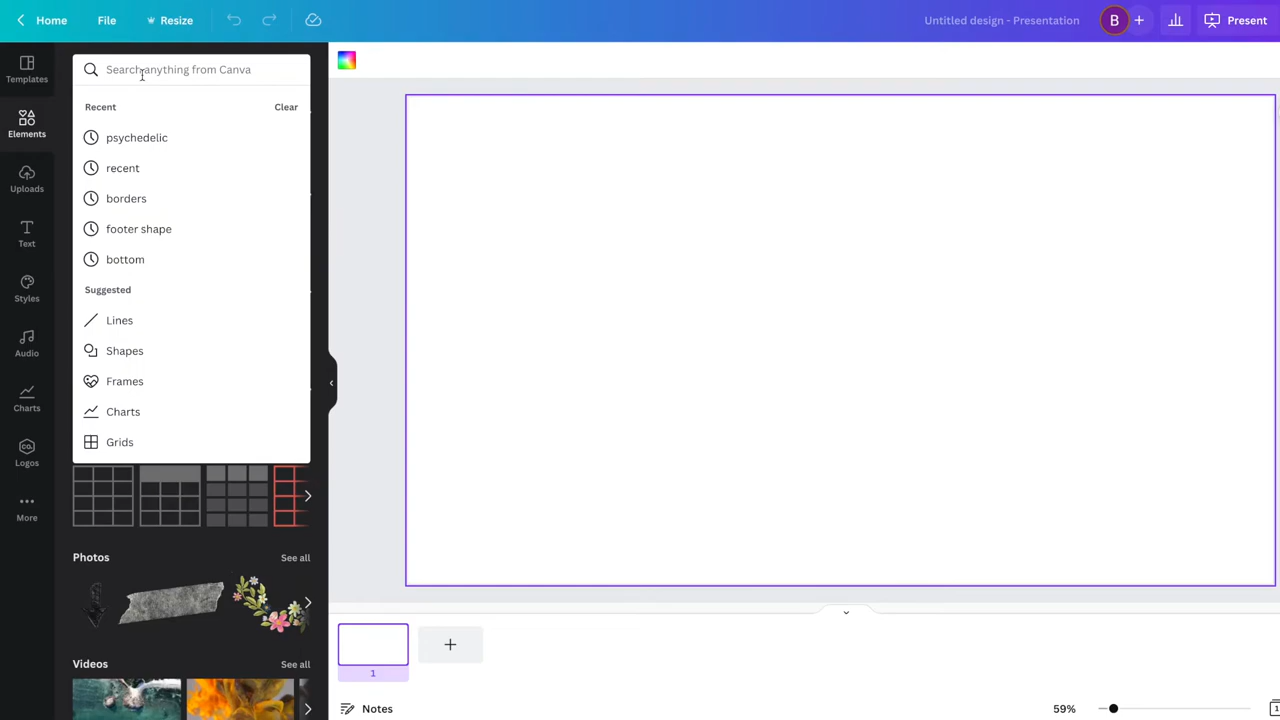 Home
File
Resize
Untitled design - Presentation
B
+
Present
Templates
Elements
Uploads
Text
Styles
Audio
Charts
CO.
Logos
More
Search anything from Canva
Recent
Clear
psychedelic
recent
borders
footer shape
bottom
Suggested
Lines
Shapes
Frames
Charts
Grids
Photos
See all
Videos
See all
1
Notes
59%
1